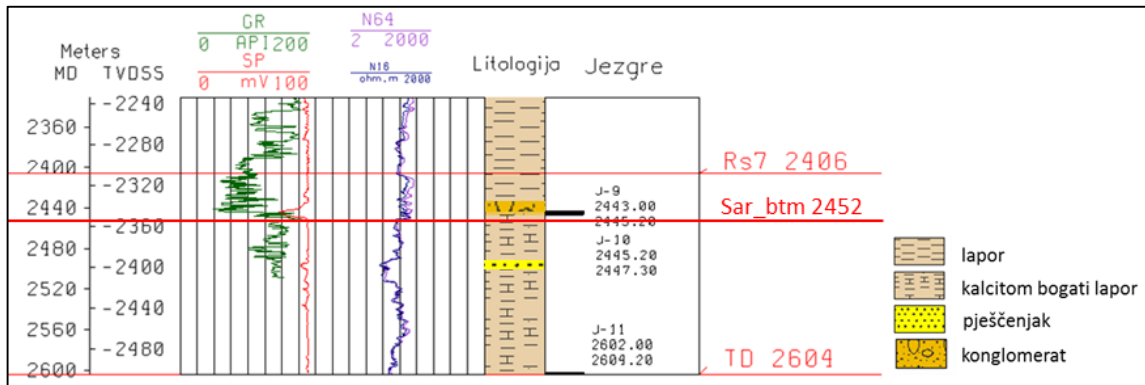 GR
0 API 200
SP
0 mV 100
N64
2 2000
N16
ohm.m 2000
Meters
MD TVDSS
Litologija
Jezgre
-2240
2360
-2280
2400
-2320
2440
-2360
2480
-2400
2520
-2440
2560
-2480
2600
Rs7 2406
Sar_btm 2452
TD 2604
J-9
2443.00
2445.20
J-10
2445.20
2447.30
J-11
2602.00
2604.20
lapor
kalcitom bogati lapor
pješčenjak
konglomerat